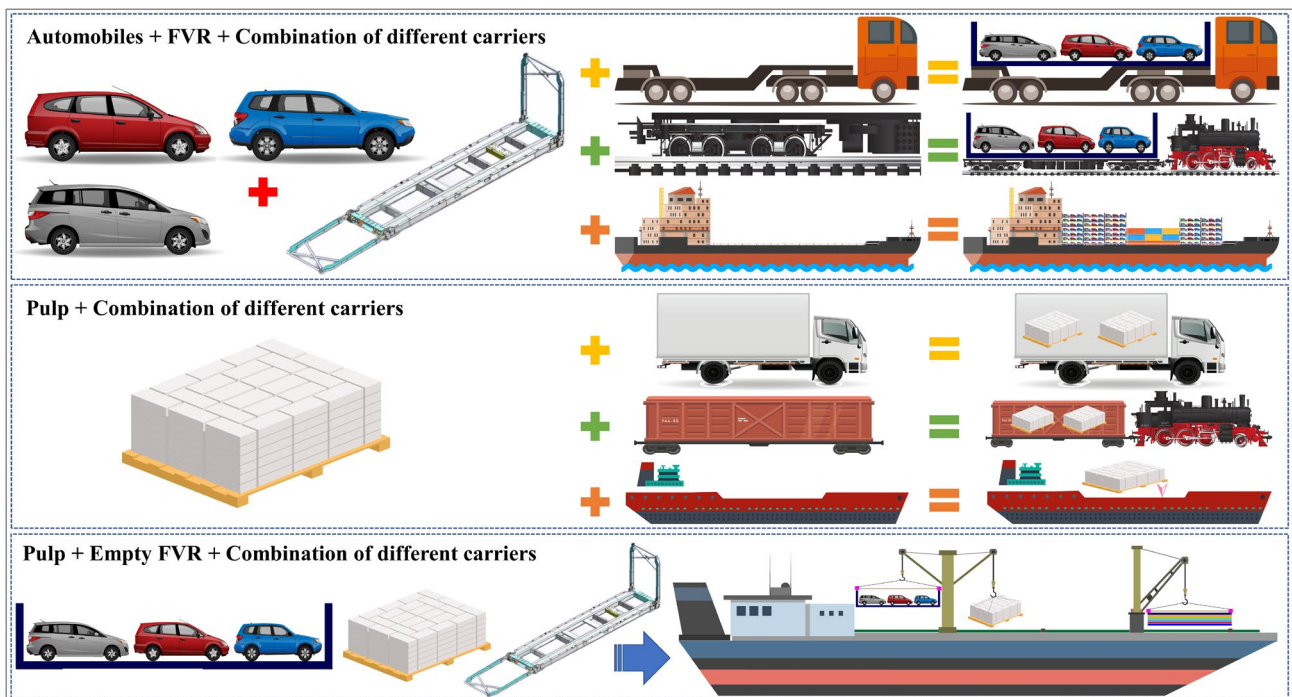 Automobiles + FVR + Combination of different carriers
Pulp + Combination of different carriers
Pulp + Empty FVR + Combination of different carriers